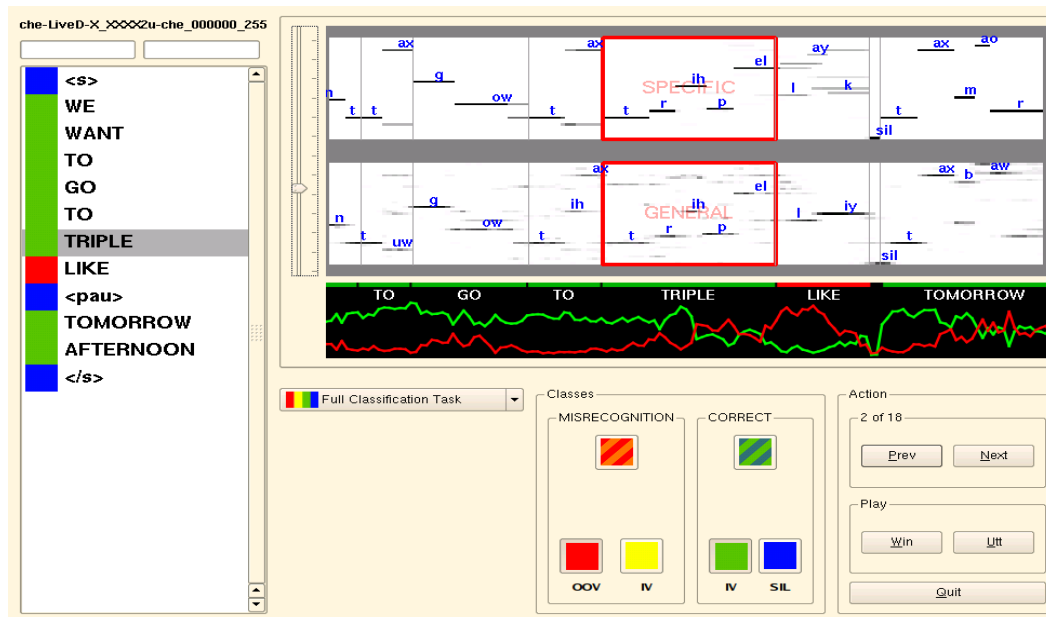 che-LiveD-X_XXXX2u-che_000000_255
<s>
WE
WANT
TO
GO
TO
TRIPLE
LIKE
<pau>
TOMORROW
AFTERNOON
</s>
ax ax ay ax ao
g el
n ow SPECIFIC ih l k m
t t t t r p t r
sil
ax el ax b aw
n g ih GENERAL ih l iy
t uw ow t t r p t
sil
TO GO TO TRIPLE LIKE TOMORROW
Full Classification Task
Classes
MISRECOGNITION CORRECT
OOV IV IV SIL
Action
2 of 18
Prev Next
Play
Win Utt
Quit